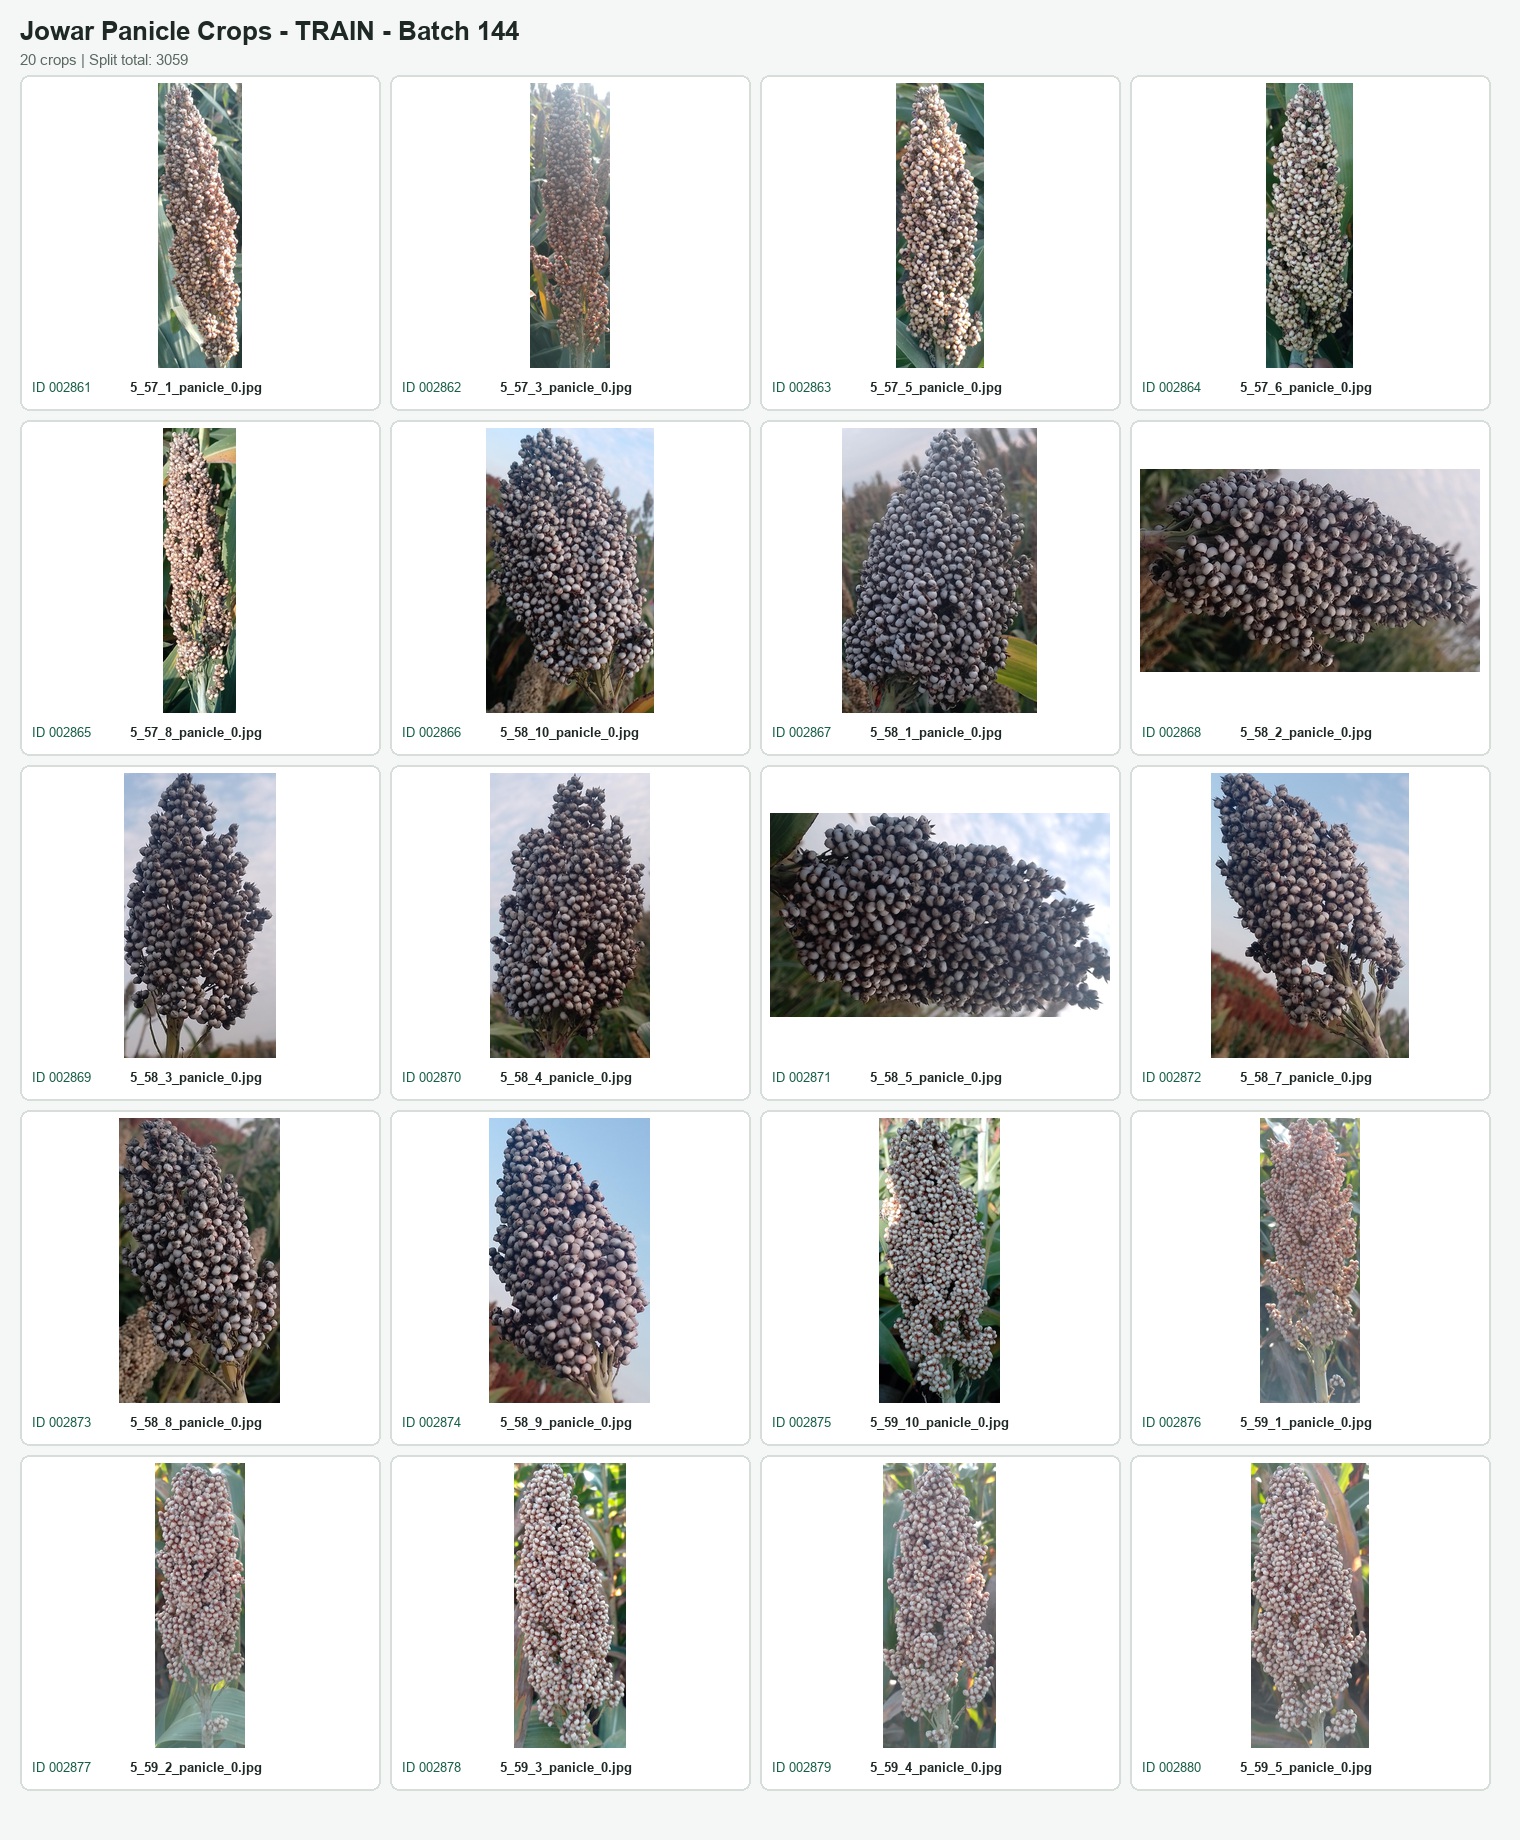 Jowar Panicle Crops - TRAIN - Batch 144
20 crops | Split total: 3059
ID 002861 5_57_1_panicle_0.jpg
ID 002862 5_57_3_panicle_0.jpg
ID 002863 5_57_5_panicle_0.jpg
ID 002864 5_57_6_panicle_0.jpg
ID 002865 5_57_8_panicle_0.jpg
ID 002866 5_58_10_panicle_0.jpg
ID 002867 5_58_1_panicle_0.jpg
ID 002868 5_58_2_panicle_0.jpg
ID 002869 5_58_3_panicle_0.jpg
ID 002870 5_58_4_panicle_0.jpg
ID 002871 5_58_5_panicle_0.jpg
ID 002872 5_58_7_panicle_0.jpg
ID 002873 5_58_8_panicle_0.jpg
ID 002874 5_58_9_panicle_0.jpg
ID 002875 5_59_10_panicle_0.jpg
ID 002876 5_59_1_panicle_0.jpg
ID 002877 5_59_2_panicle_0.jpg
ID 002878 5_59_3_panicle_0.jpg
ID 002879 5_59_4_panicle_0.jpg
ID 002880 5_59_5_panicle_0.jpg